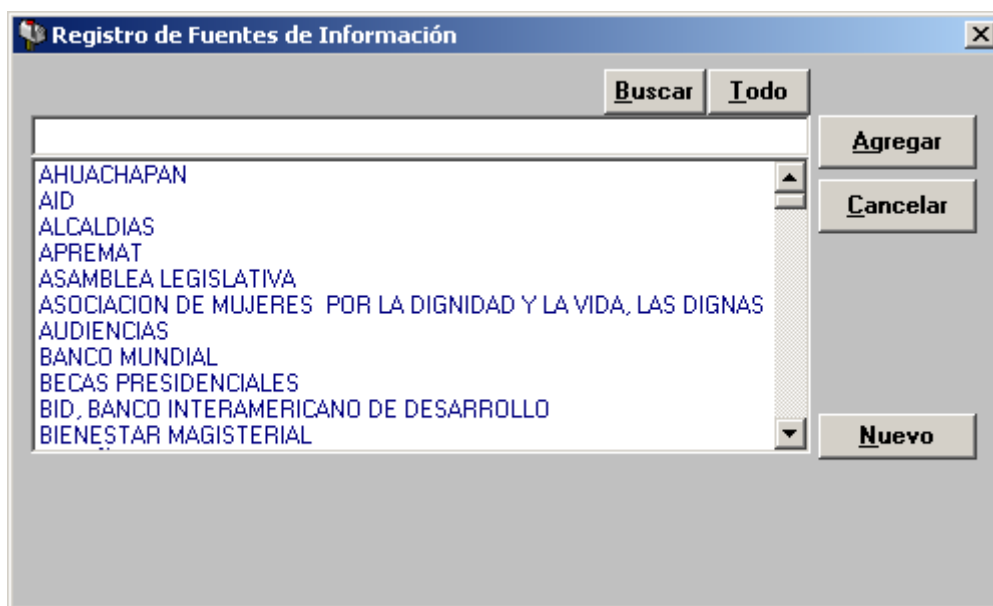 Registro de Fuentes de Información
Buscar Todo
Agregar
Cancelar
AHUACHAPAN
AID
ALCALDIAS
APREMAT
ASAMBLEA LEGISLATIVA
ASOCIACION DE MUJERES  POR LA DIGNIDAD Y LA VIDA, LAS DIGNAS
AUDIENCIAS
BANCO MUNDIAL
BECAS PRESIDENCIALES
BID, BANCO INTERAMERICANO DE DESARROLLO
BIENESTAR MAGISTERIAL
Nuevo